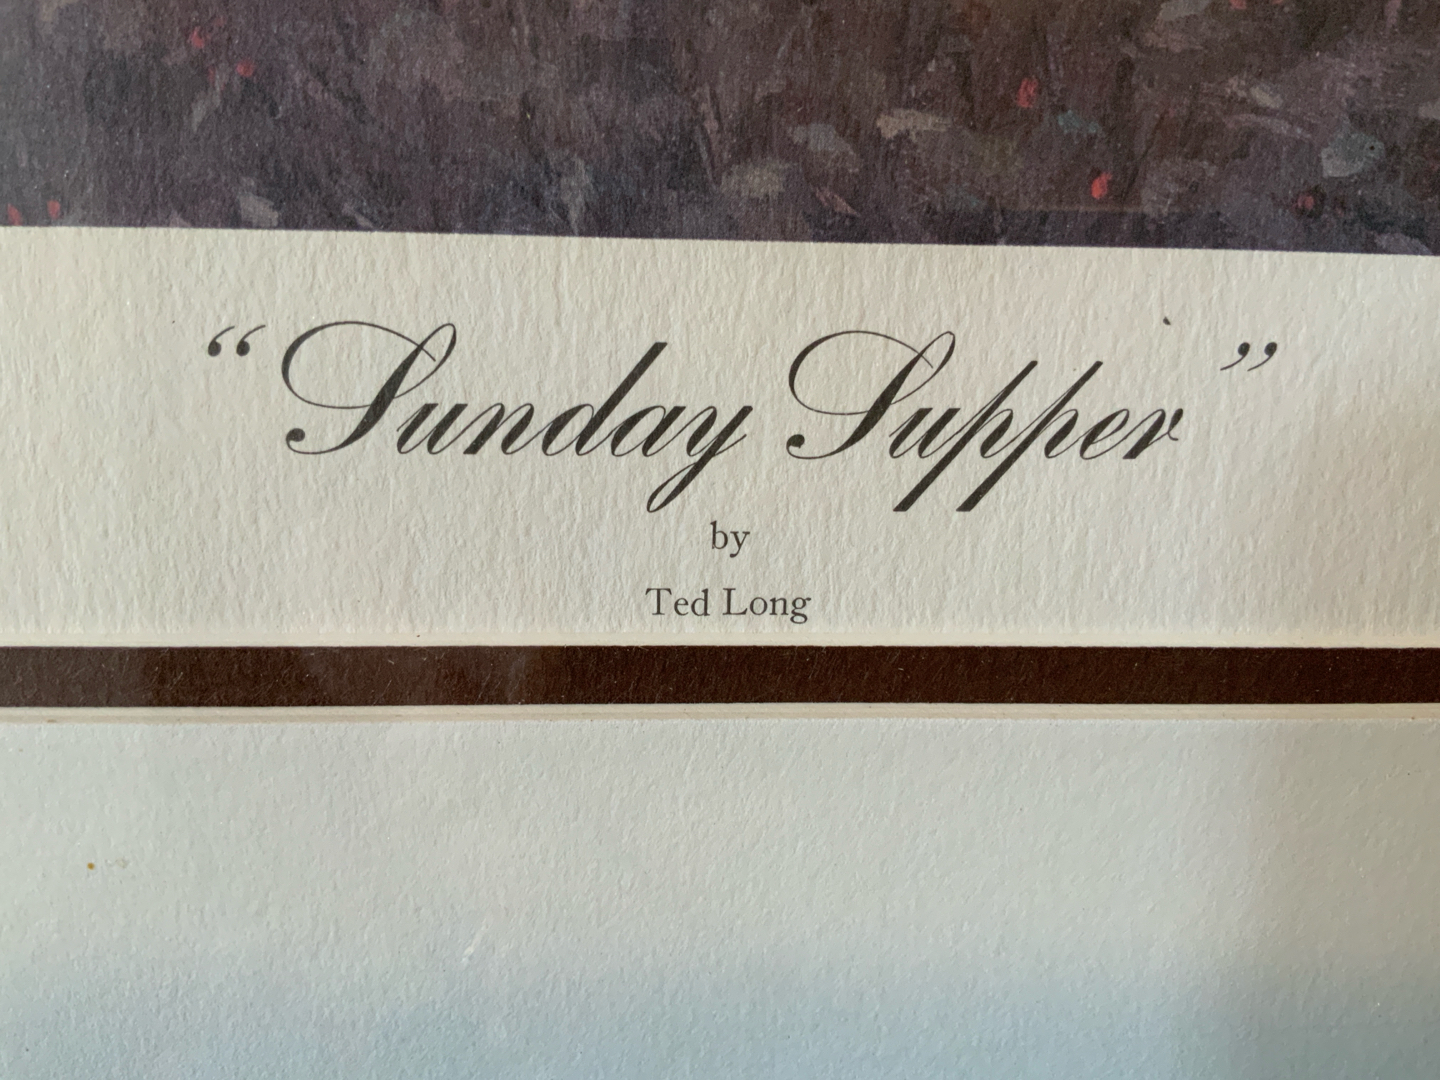 “Sunday Supper”
by
Ted Long